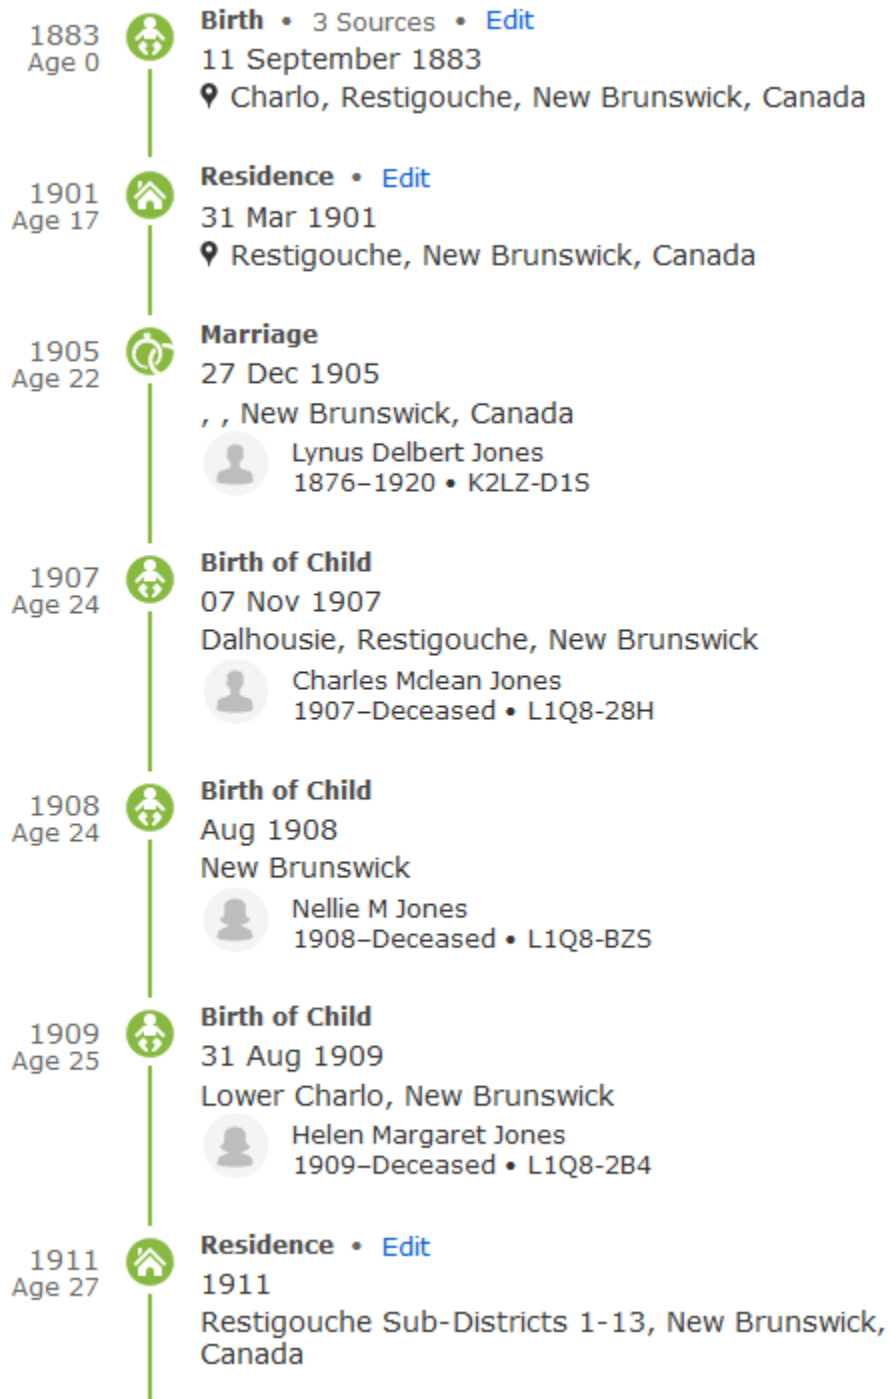 1883
Age 0
Birth • 3 Sources • Edit
11 September 1883
Charlo, Restigouche, New Brunswick, Canada
1901
Age 17
Residence • Edit
31 Mar 1901
Restigouche, New Brunswick, Canada
1905
Age 22
Marriage
27 Dec 1905
, , New Brunswick, Canada
Lynus Delbert Jones
1876–1920 • K2LZ-D1S
1907
Age 24
Birth of Child
07 Nov 1907
Dalhousie, Restigouche, New Brunswick
Charles Mclean Jones
1907–Deceased • L1Q8-28H
1908
Age 24
Birth of Child
Aug 1908
New Brunswick
Nellie M Jones
1908–Deceased • L1Q8-BZS
1909
Age 25
Birth of Child
31 Aug 1909
Lower Charlo, New Brunswick
Helen Margaret Jones
1909–Deceased • L1Q8-2B4
1911
Age 27
Residence • Edit
1911
Restigouche Sub-Districts 1-13, New Brunswick,
Canada